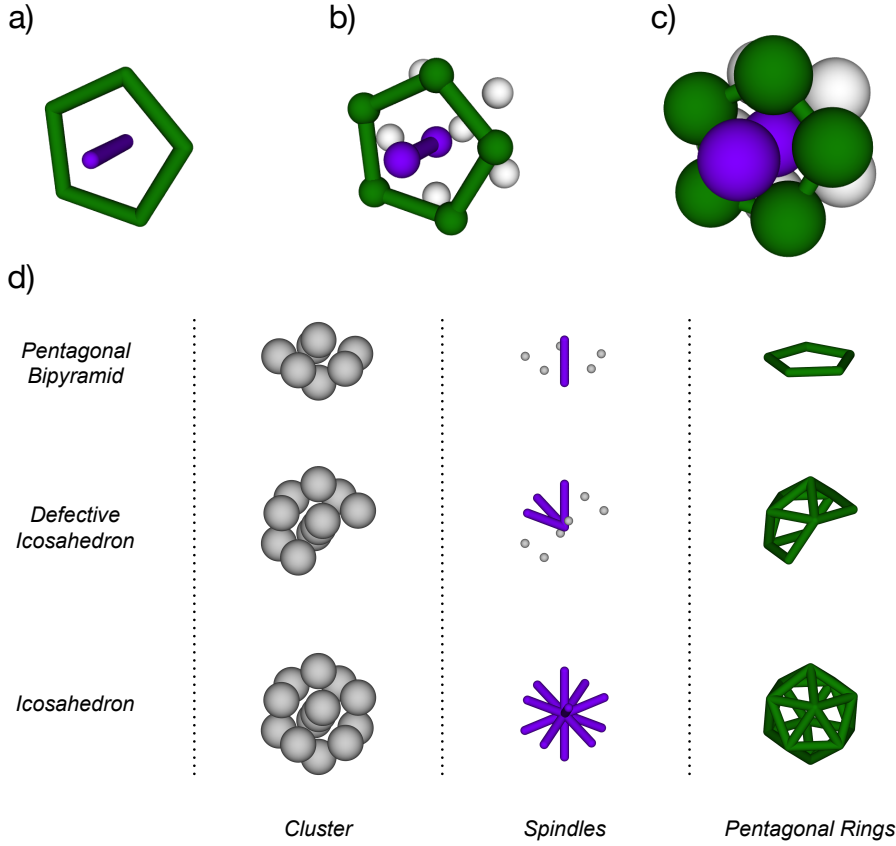 a)
b)
c)
d)
Pentagonal
Bipyramid
Defective
Icosahedron
Icosahedron
Cluster
Spindles
Pentagonal Rings